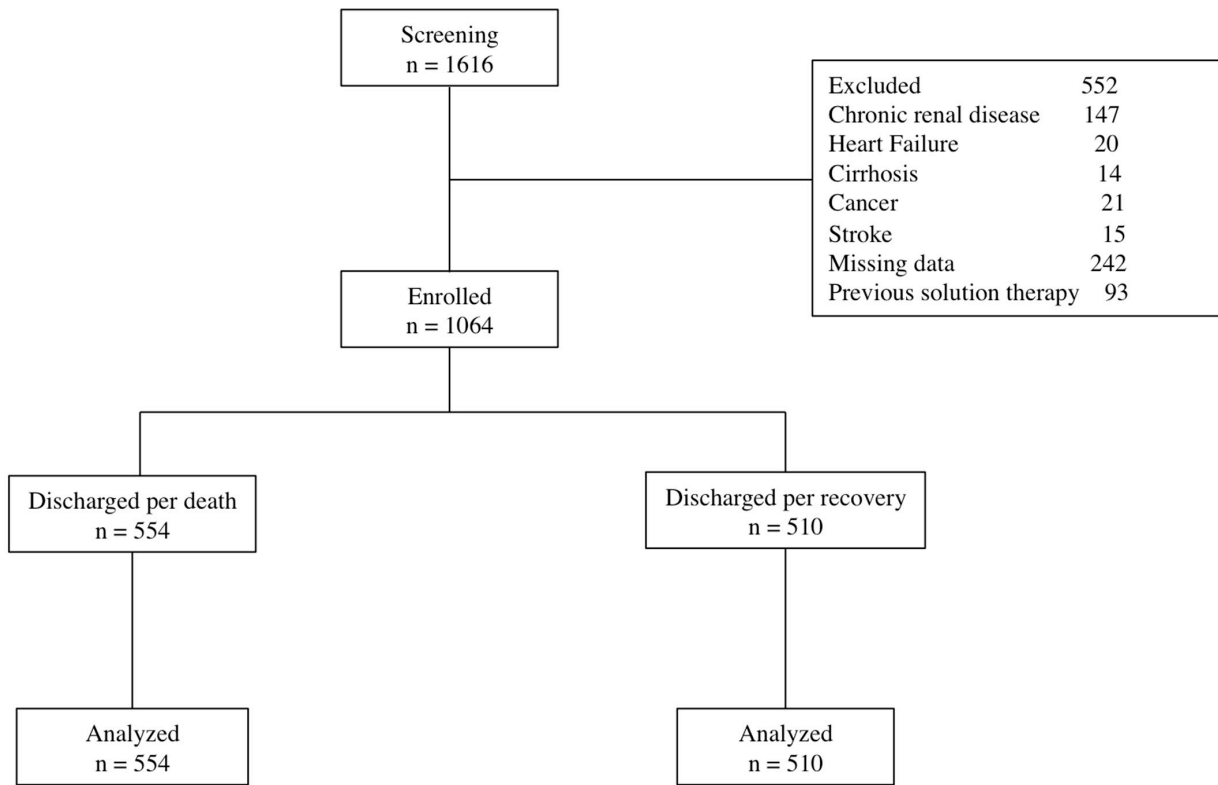 Screening
n = 1616
Excluded 552
Chronic renal disease 147
Heart Failure 20
Cirrhosis 14
Cancer 21
Stroke 15
Missing data 242
Previous solution therapy 93
Enrolled
n = 1064
Discharged per death
n = 554
Discharged per recovery
n = 510
Analyzed
n = 554
Analyzed
n = 510